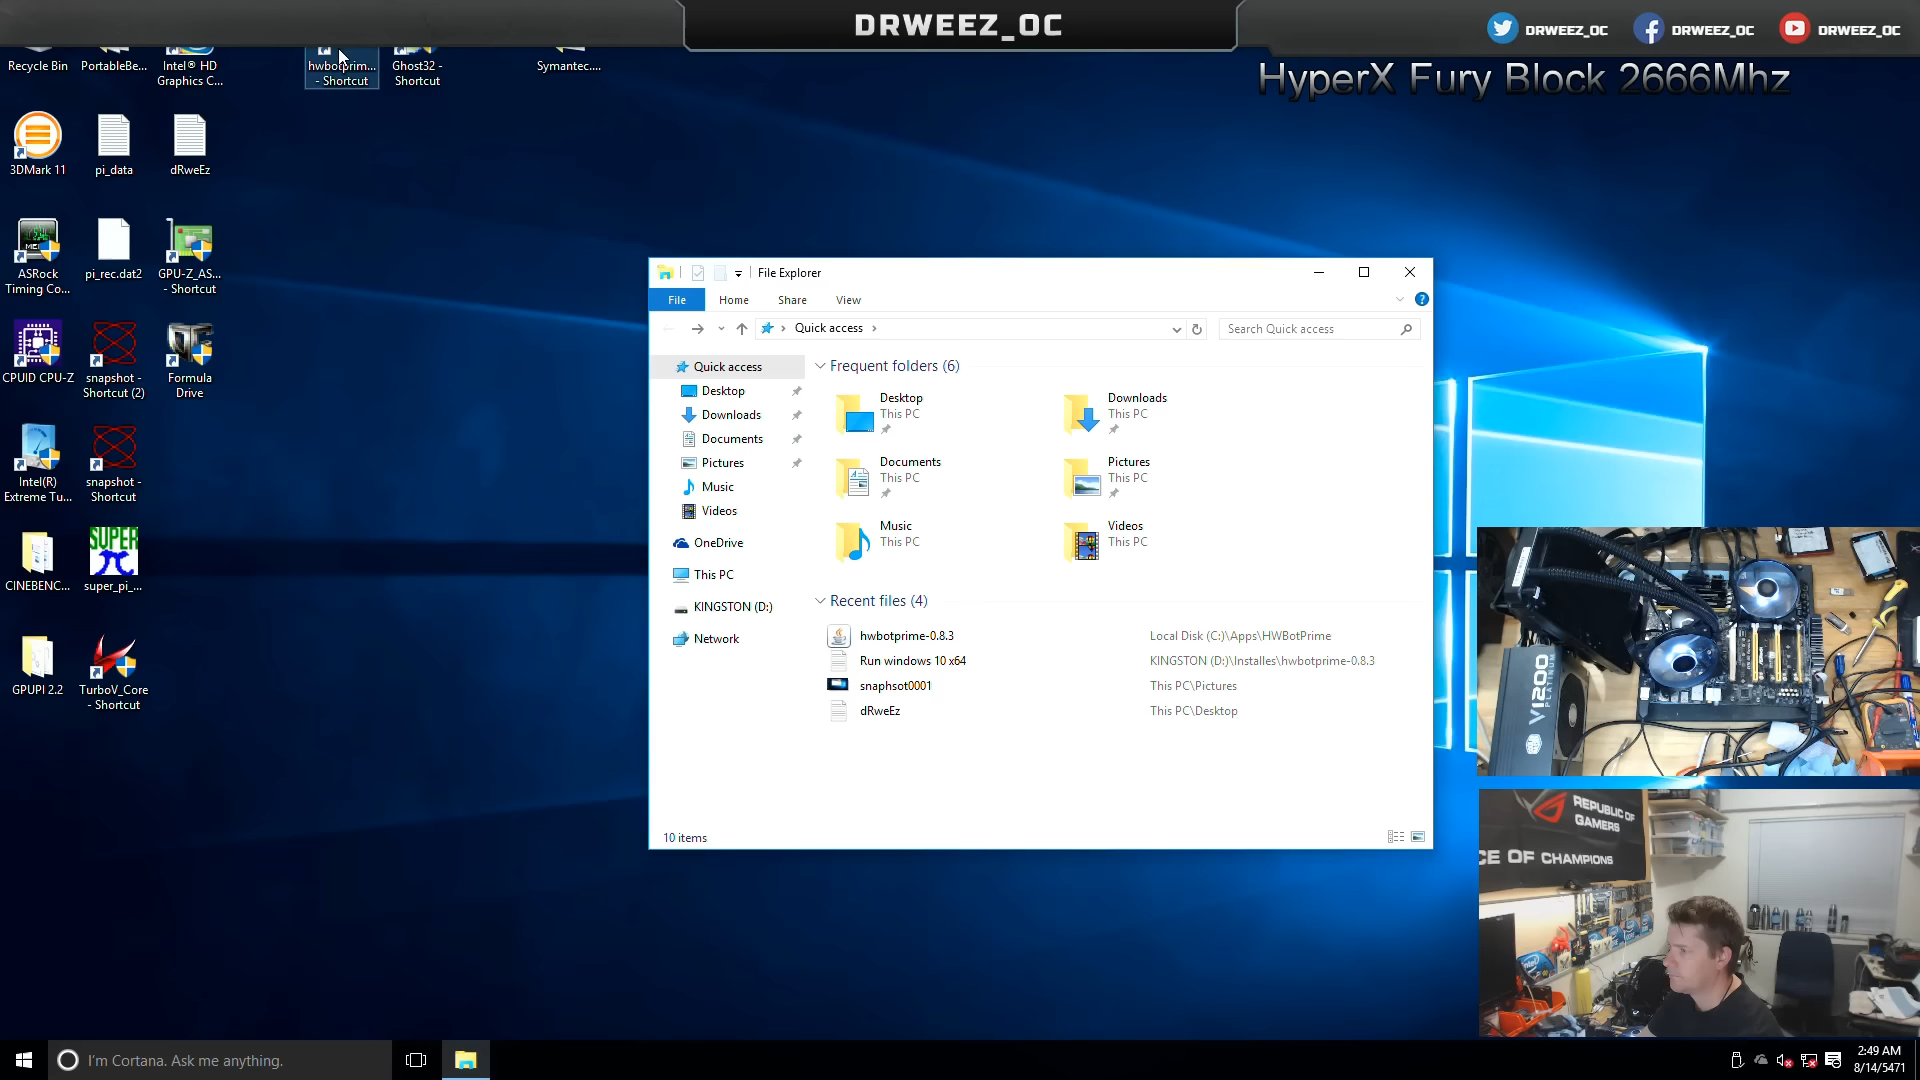 DRWEEZ_OC
DRWEEZ_OC
DRWEEZ_OC
DRWEEZ_OC
HyperX Fury Block 2666Mhz
Recycle Bin
PortableBe...
Intel® HD
Graphics C...
hwbotprim...
- Shortcut
Ghost32 -
Shortcut
Symantec....
3DMark 11
pi_data
dRweEz
ASRock
Timing Co...
pi_rec.dat2
GPU-Z_AS...
- Shortcut
CPUID CPU-Z
snapshot -
Shortcut (2)
Formula
Drive
Intel(R)
Extreme Tu...
snapshot -
Shortcut
CINEBENC...
SUPER
super_pi_...
GPUPI 2.2
TurboV_Core
- Shortcut
File Explorer
File
Home
Share
View
Quick access
Search Quick access
Quick access
Desktop
Downloads
Documents
Pictures
Music
Videos
OneDrive
This PC
KINGSTON (D:)
Network
Frequent folders (6)
Desktop
This PC
Downloads
This PC
Documents
This PC
Pictures
This PC
Music
This PC
Videos
This PC
Recent files (4)
hwbotprime-0.8.3
Local Disk (C:)\Apps\HWBotPrime
Run windows 10 x64
KINGSTON (D:)\Installes\hwbotprime-0.8.3
snaphsot0001
This PC\Pictures
dRweEz
This PC\Desktop
10 items
V1200
PLATINUM
REPUBLIC OF
GAMERS
CE OF CHAMPIONS
I'm Cortana. Ask me anything.
2:49 AM
8/14/5471